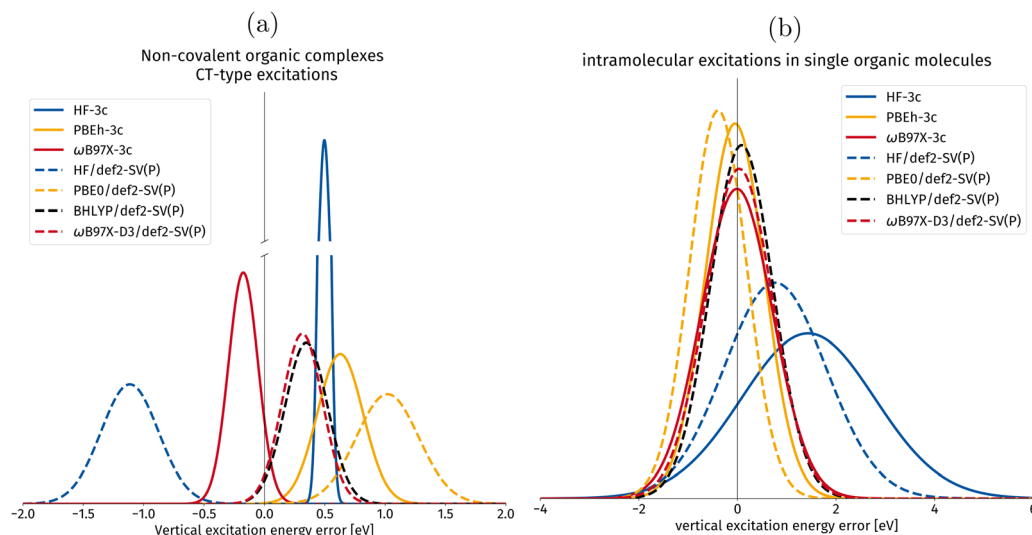 (a)
Non-covalent organic complexes
CT-type excitations
HF-3c
PBEh-3c
ωB97X-3c
HF/def2-SV(P)
PBE0/def2-SV(P)
BHLYP/def2-SV(P)
ωB97X-D3/def2-SV(P)
−2.0 −1.5 −1.0 −0.5 0.0 0.5 1.0 1.5 2.0
Vertical excitation energy error [eV]
(b)
intramolecular excitations in single organic molecules
HF-3c
PBEh-3c
ωB97X-3c
HF/def2-SV(P)
PBE0/def2-SV(P)
BHLYP/def2-SV(P)
ωB97X-D3/def2-SV(P)
−4 −2 0 2 4 6
vertical excitation energy error [eV]